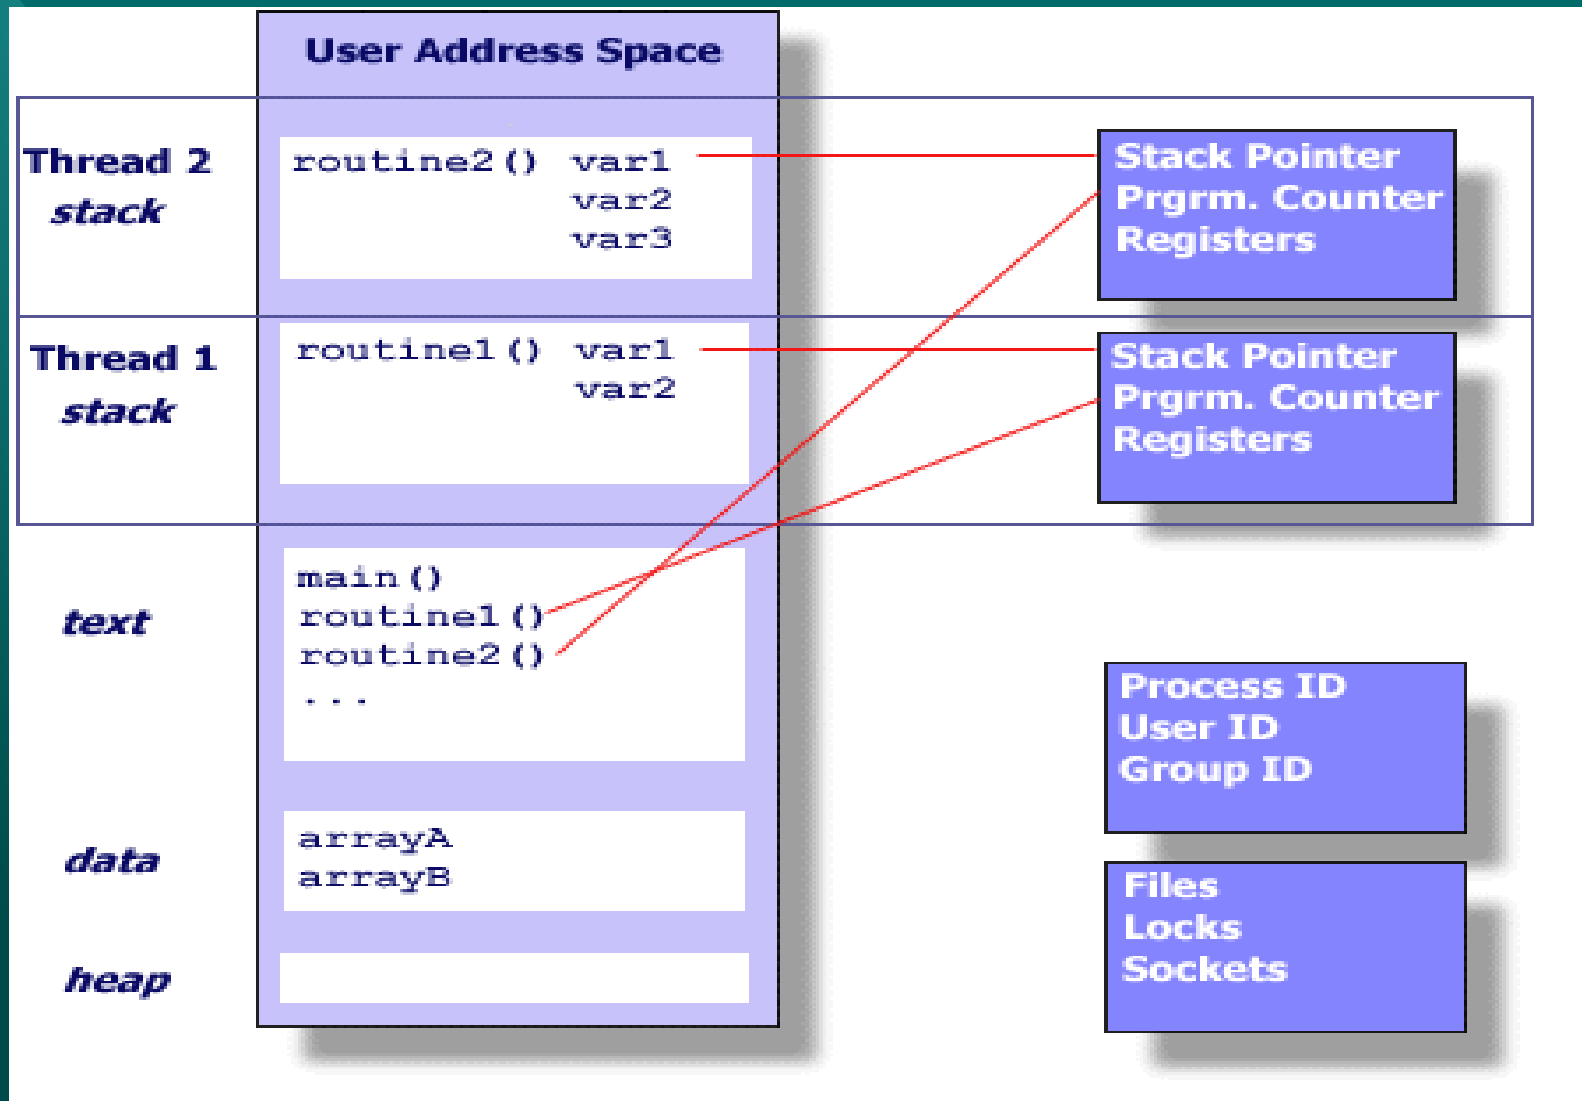 User Address Space
Thread 2
stack
routine2() var1
var2
var3
Stack Pointer
Prgrm. Counter
Registers
Thread 1
stack
routine1() var1
var2
Stack Pointer
Prgrm. Counter
Registers
text
main()
routine1()
routine2()
...
Process ID
User ID
Group ID
data
arrayA
arrayB
Files
Locks
Sockets
heap